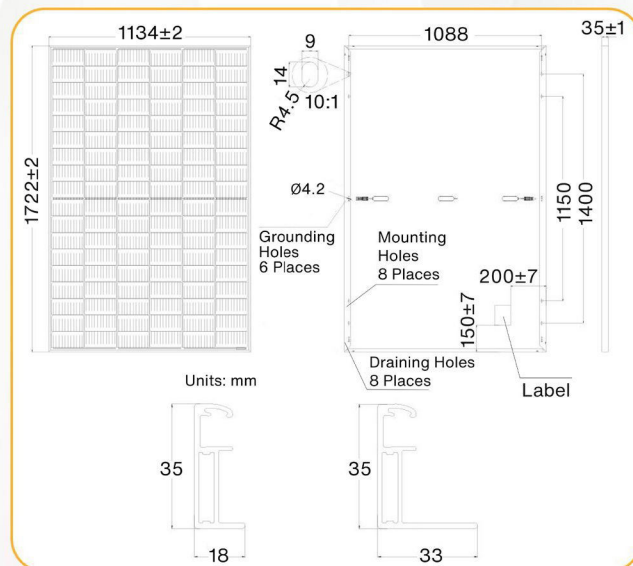 1134±2
1722±2
9
14
R4.5
10:1
1088
35±1
Ø4.2
Grounding
Holes
6 Places
Mounting
Holes
8 Places
1150
1400
200±7
150±7
Draining Holes
8 Places
Label
Units: mm
35
18
35
33